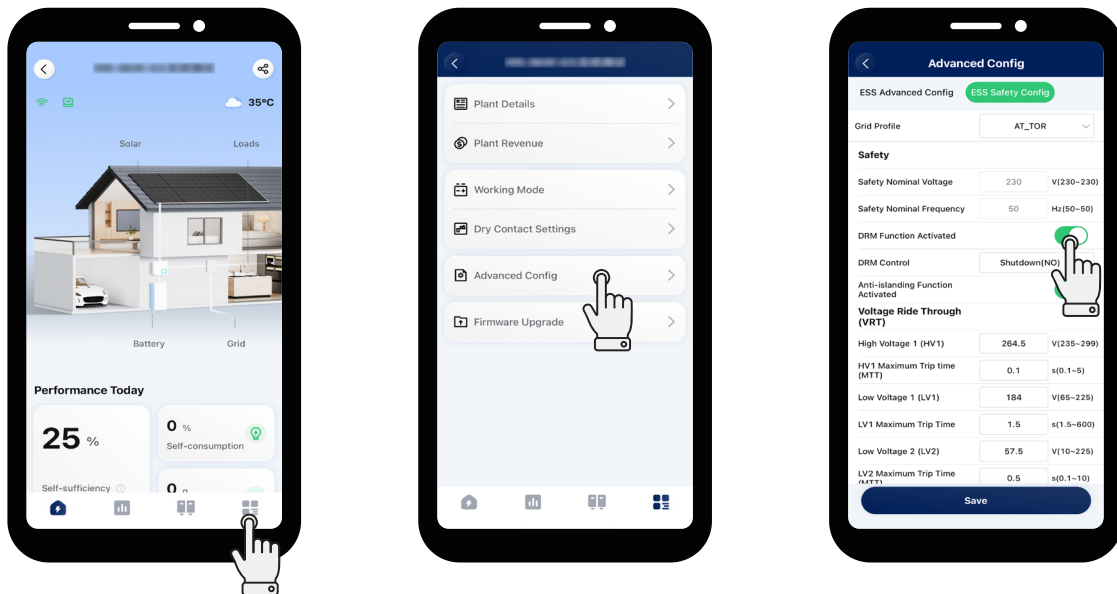 35°C
Solar
Loads
Battery
Grid
Performance Today
25 %
Self-sufficiency
0 %
Self-consumption
0
Plant Details
Plant Revenue
Working Mode
Dry Contact Settings
Advanced Config
Firmware Upgrade
Advanced Config
ESS Advanced Config ESS Safety Config
Grid Profile AT_TOR
Safety
Safety Nominal Voltage 230 V(230~230)
Safety Nominal Frequency 50 Hz(50~50)
DRM Function Activated
DRM Control Shutdown(NO)
Anti-islanding Function
Activated
Voltage Ride Through
(VRT)
High Voltage 1 (HV1) 264.5 V(235~299)
HV1 Maximum Trip time
(MTT) 0.1 s(0.1~5)
Low Voltage 1 (LV1) 184 V(65~225)
LV1 Maximum Trip Time 1.5 s(1.5~600)
Low Voltage 2 (LV2) 57.5 V(10~225)
LV2 Maximum Trip Time
(MTT) 0.5 s(0.1~10)
Save